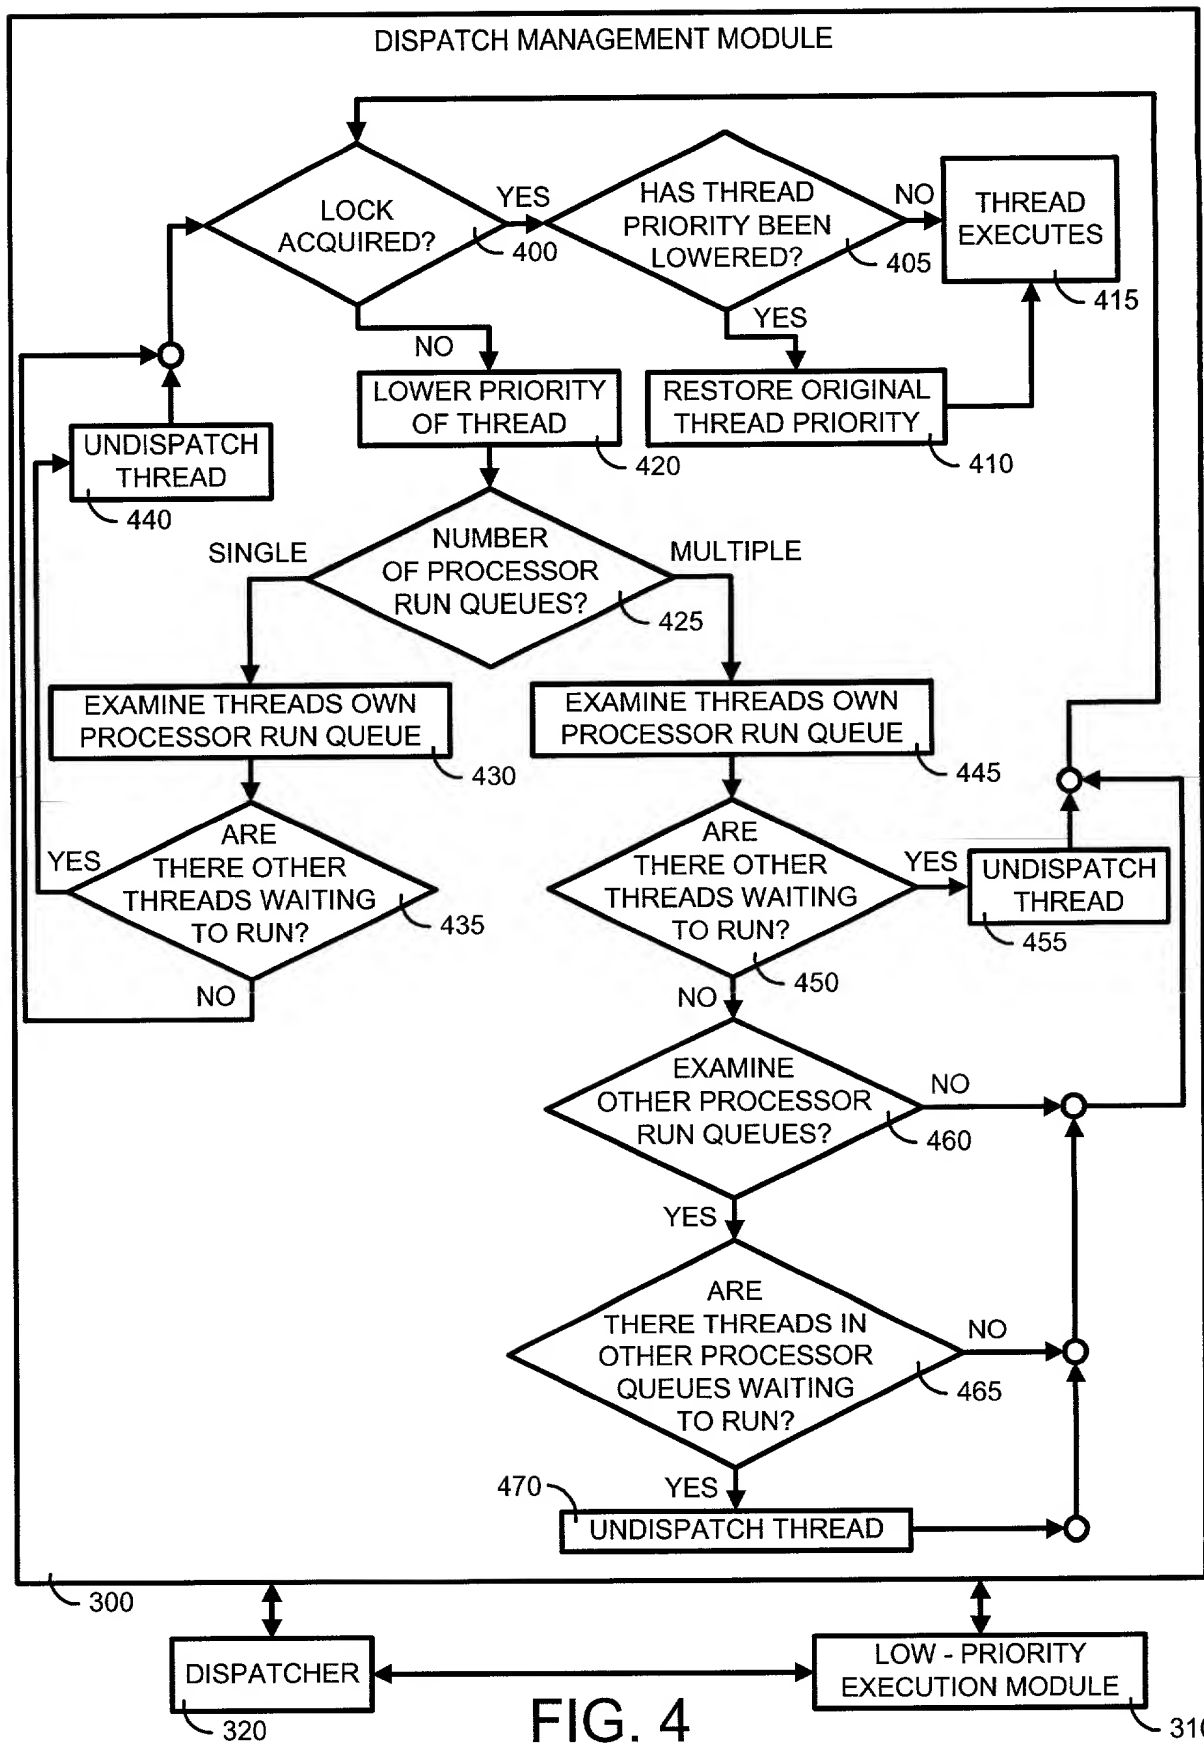 DISPATCH MANAGEMENT MODULE
LOCK
ACQUIRED?
400
YES
NO
HAS THREAD
PRIORITY BEEN
LOWERED?
405
NO
YES
THREAD
EXECUTES
415
LOWER PRIORITY
OF THREAD
420
RESTORE ORIGINAL
THREAD PRIORITY
410
UNDISPATCH
THREAD
440
NUMBER
OF PROCESSOR
RUN QUEUES?
425
SINGLE
MULTIPLE
EXAMINE THREADS OWN
PROCESSOR RUN QUEUE
430
EXAMINE THREADS OWN
PROCESSOR RUN QUEUE
445
ARE
THERE OTHER
THREADS WAITING
TO RUN?
435
YES
NO
ARE
THERE OTHER
THREADS WAITING
TO RUN?
450
YES
NO
UNDISPATCH
THREAD
455
EXAMINE
OTHER PROCESSOR
RUN QUEUES?
460
NO
YES
ARE
THERE THREADS IN
OTHER PROCESSOR
QUEUES WAITING
TO RUN?
465
NO
YES
470
UNDISPATCH THREAD
300
DISPATCHER
320
LOW - PRIORITY
EXECUTION MODULE
310
FIG. 4